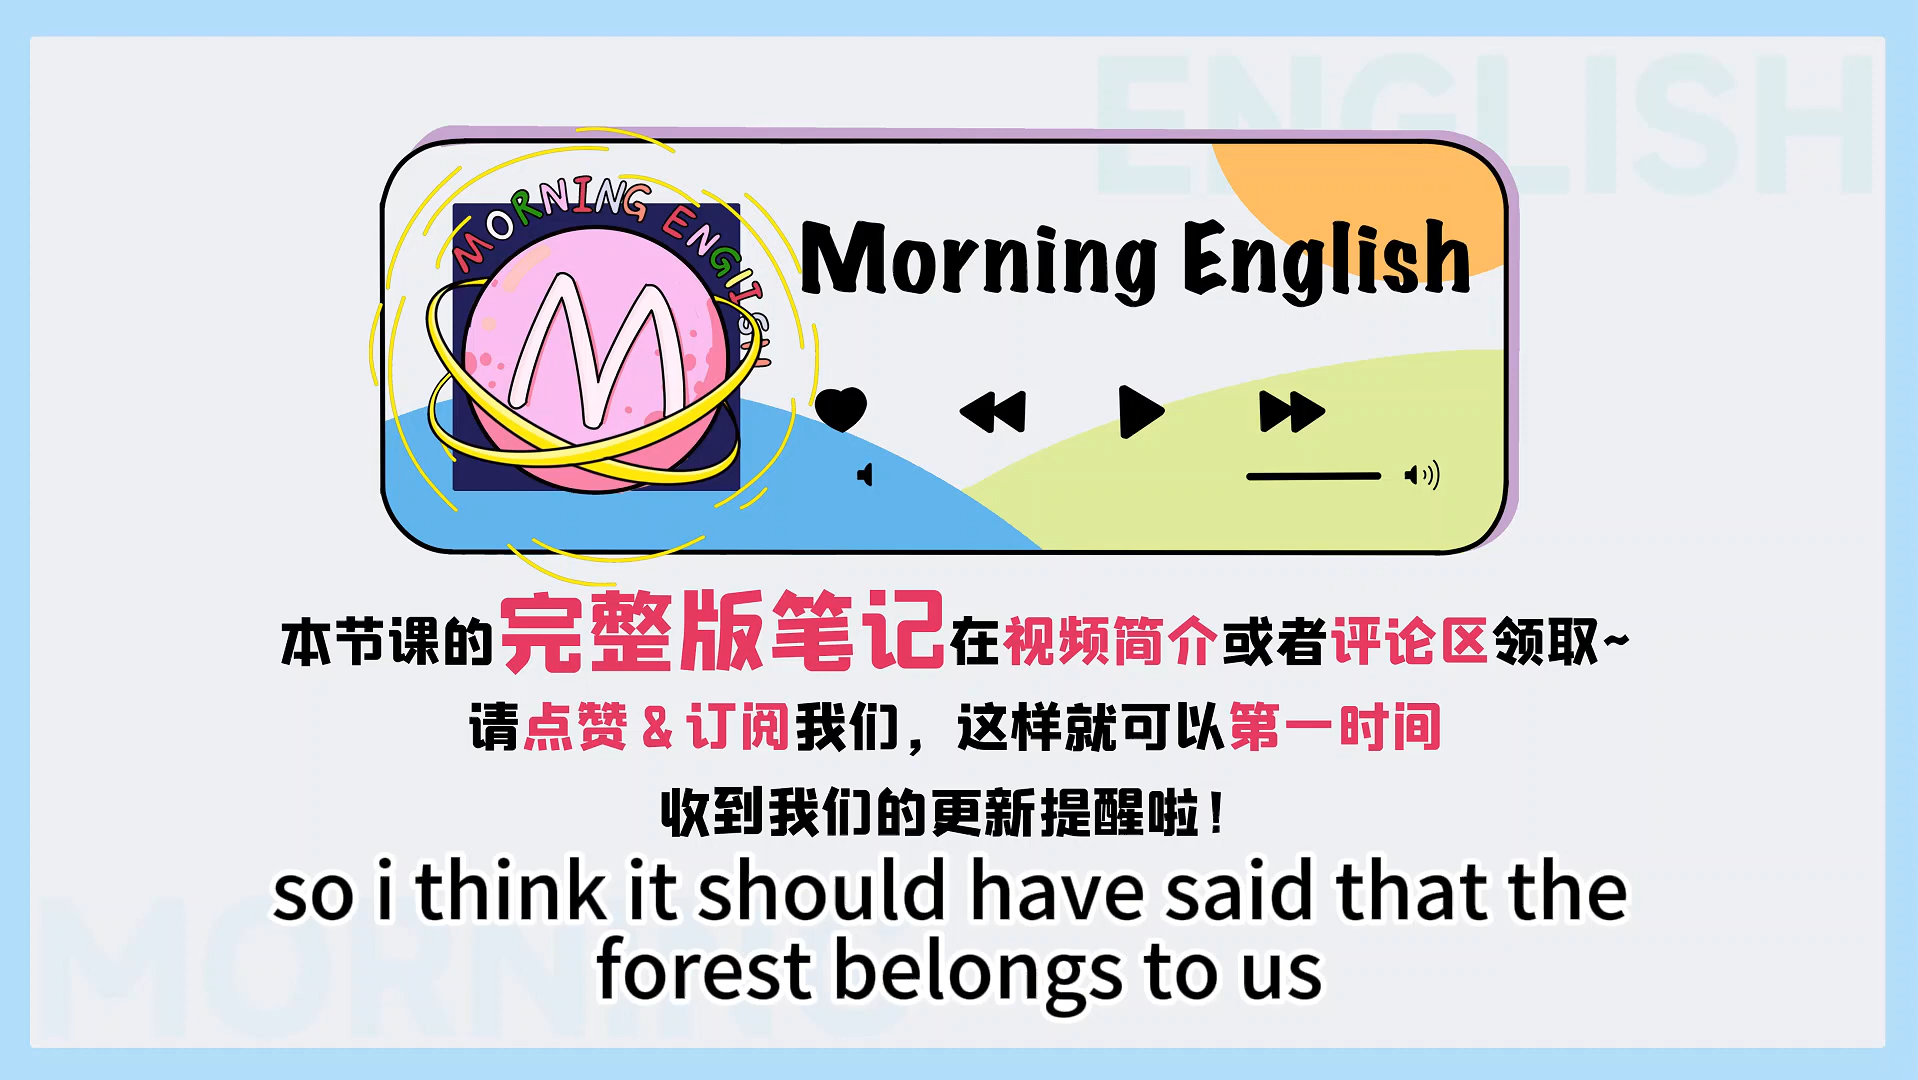 ENGLISH
MORNING ENGLISH
M
Morning English
本节课的完整版笔记在视频简介或者评论区领取~
请点赞&订阅我们，这样就可以第一时间
收到我们的更新提醒啦！
so i think it should have said that the
forest belongs to us
MORNING